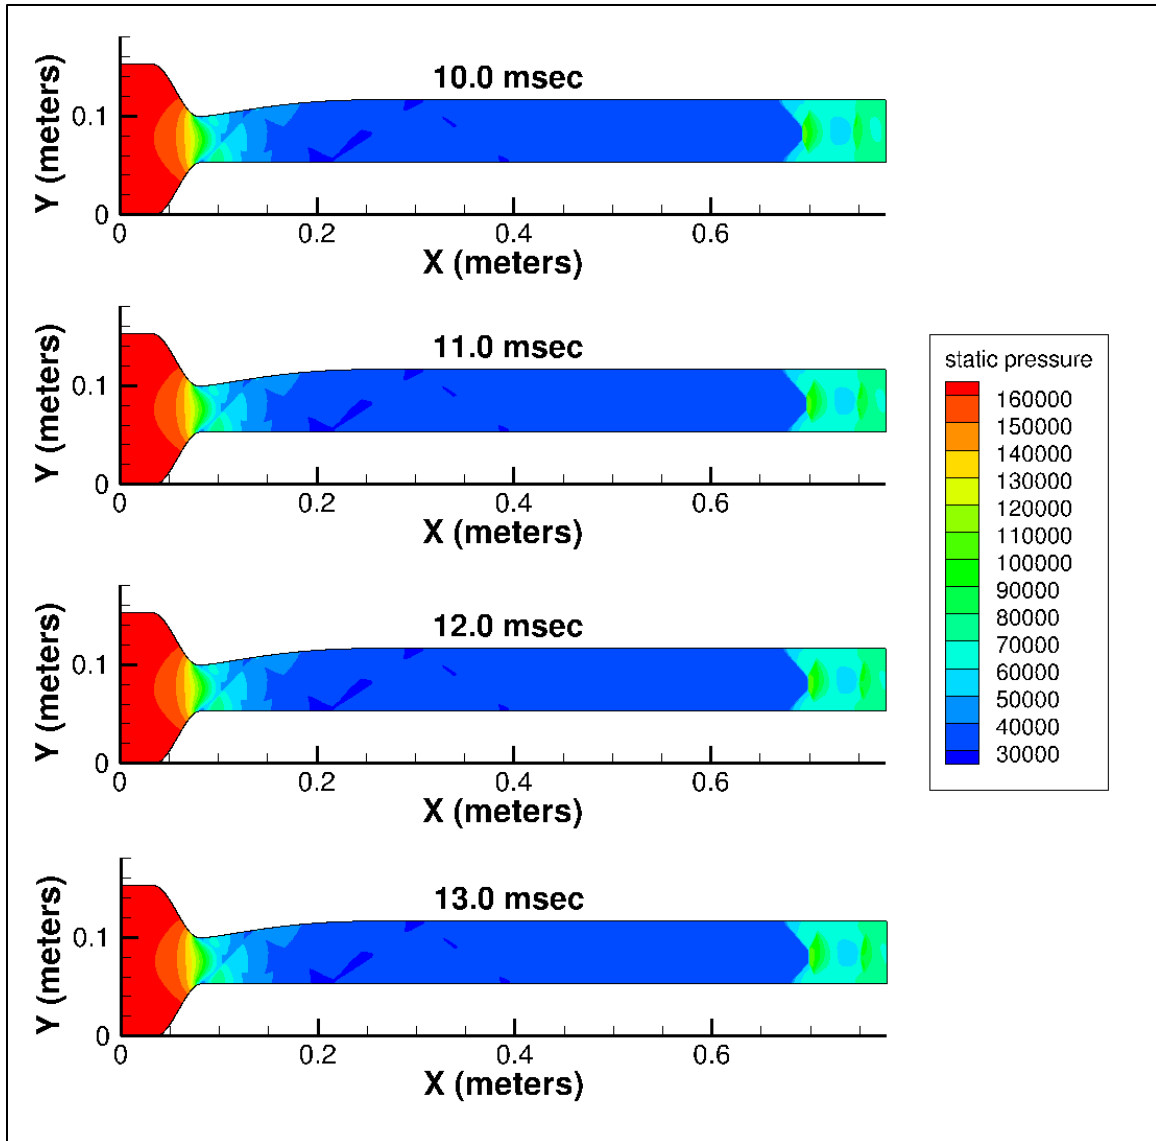 10.0 msec
Y (meters)
0.1
0
0
0.2
0.4
0.6
X (meters)
11.0 msec
Y (meters)
0.1
0
0
0.2
0.4
0.6
X (meters)
static pressure
160000
150000
140000
130000
120000
110000
100000
90000
80000
70000
60000
50000
40000
30000
12.0 msec
Y (meters)
0.1
0
0
0.2
0.4
0.6
X (meters)
13.0 msec
Y (meters)
0.1
0
0
0.2
0.4
0.6
X (meters)